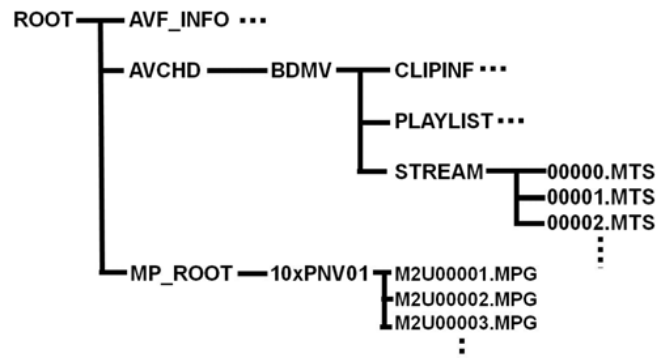 ROOT AVF_INFO ...
AVCHD BDMV CLIPINF ...
PLAYLIST ...
STREAM 00000.MTS
00001.MTS
00002.MTS
MP_ROOT 10xPNV01 M2U00001.MPG
M2U00002.MPG
M2U00003.MPG